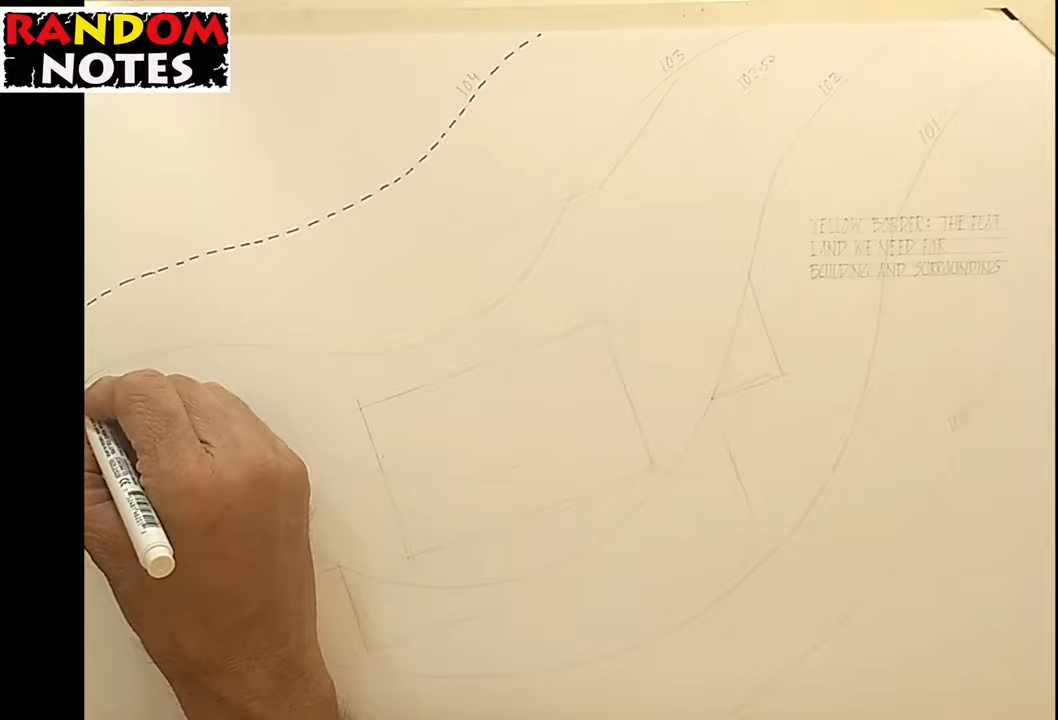 RANDOM
NOTES
104
103
102.50
102
101
YELLOW BORDER: THE FLAT
LAND WE NEED FOR
BUILDING AND SURROUNDING